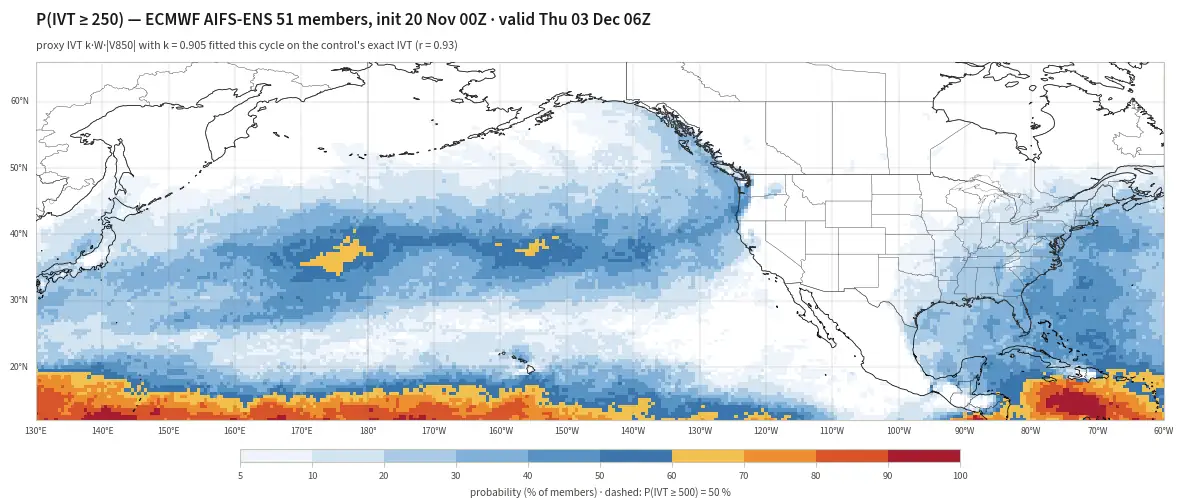 P(IVT ≥ 250) — ECMWF AIFS-ENS 51 members, init 20 Nov 00Z · valid Thu 03 Dec 06Z
proxy IVT k·W·|V850| with k = 0.905 fitted this cycle on the control's exact IVT (r = 0.93)
60°N
50°N
40°N
30°N
20°N
130°E 140°E 150°E 160°E 170°E 180° 170°W 160°W 150°W 140°W 130°W 120°W 110°W 100°W 90°W 80°W 70°W 60°W
5 10 20 30 40 50 60 70 80 90 100
probability (% of members) · dashed: P(IVT ≥ 500) = 50 %